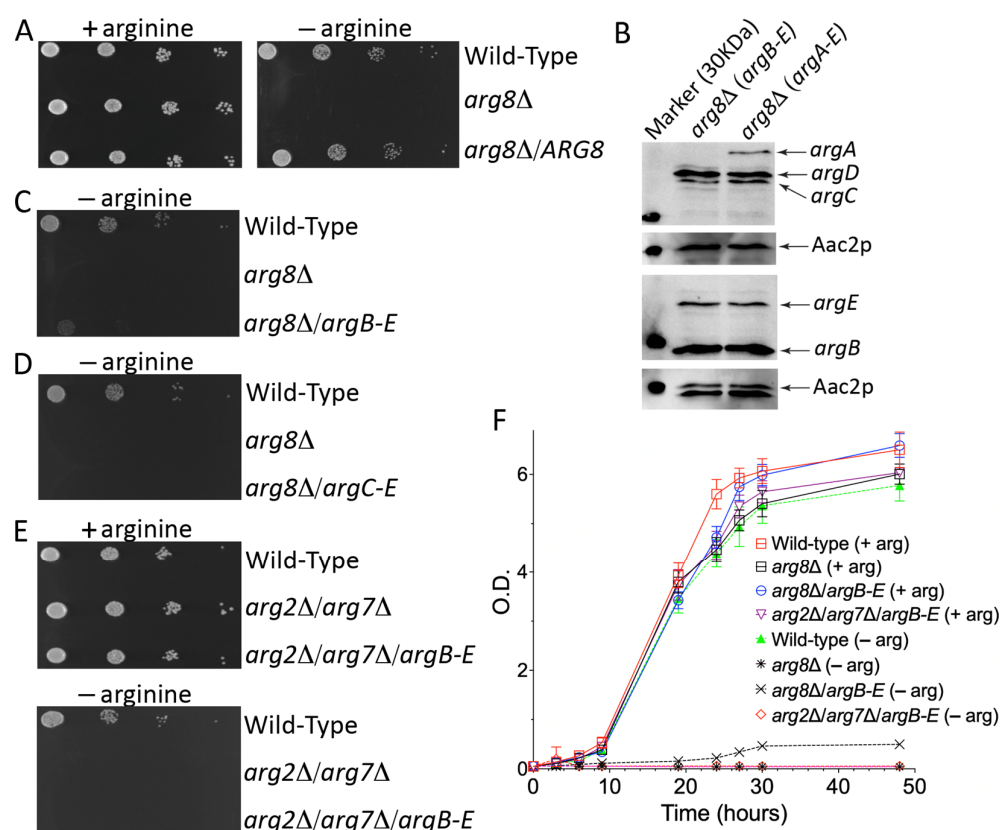 A
+ arginine
− arginine
Wild-Type
arg8Δ
arg8Δ/ARG8
B
Marker (30KDa)
arg8Δ (argB-E)
arg8Δ (argA-E)
argA
argD
argC
Aac2p
argE
argB
Aac2p
C
− arginine
Wild-Type
arg8Δ
arg8Δ/argB-E
D
− arginine
Wild-Type
arg8Δ
arg8Δ/argC-E
E
+ arginine
Wild-Type
arg2Δ/arg7Δ
arg2Δ/arg7Δ/argB-E
− arginine
Wild-Type
arg2Δ/arg7Δ
arg2Δ/arg7Δ/argB-E
F
O.D.
6
4
2
0
0
10
20
30
40
50
Time (hours)
Wild-type (+ arg)
arg8Δ (+ arg)
arg8Δ/argB-E (+ arg)
arg2Δ/arg7Δ/argB-E (+ arg)
Wild-type (− arg)
arg8Δ (− arg)
arg8Δ/argB-E (− arg)
arg2Δ/arg7Δ/argB-E (− arg)